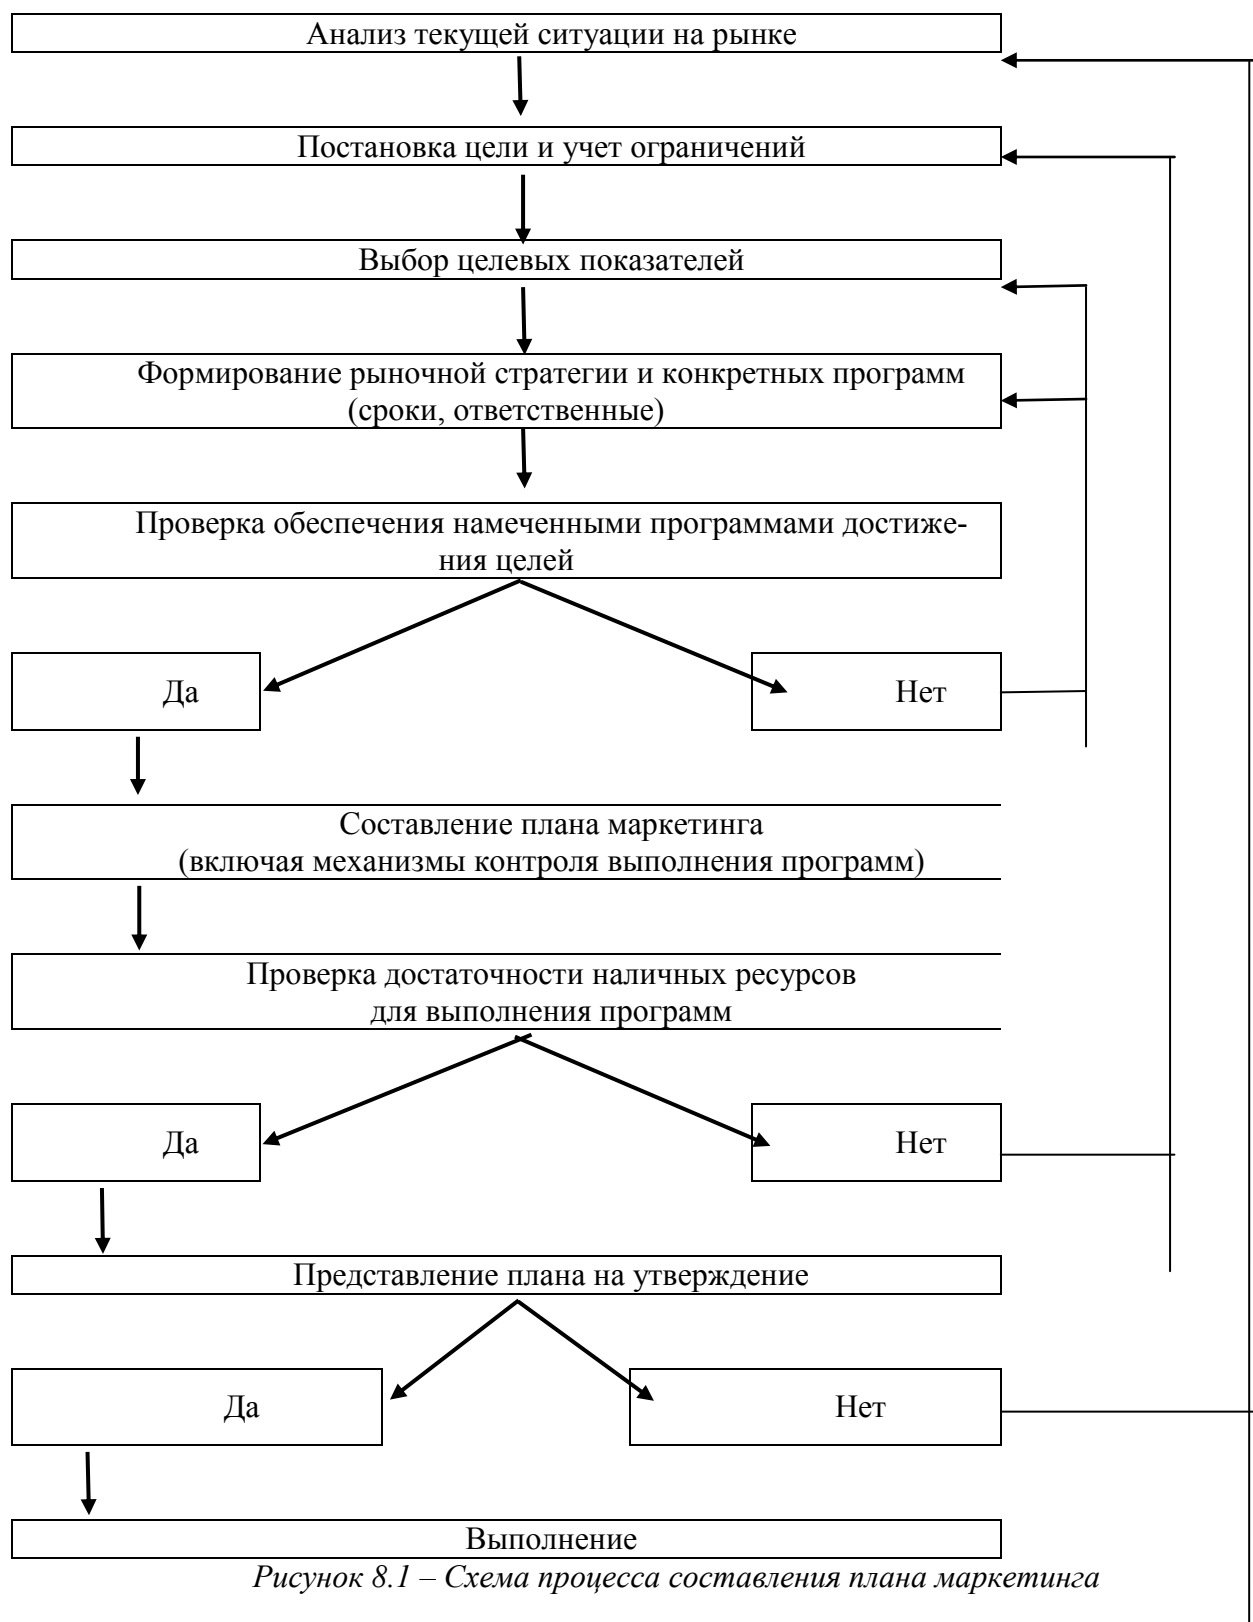 Анализ текущей ситуации на рынке
Постановка цели и учет ограничений
Выбор целевых показателей
Формирование рыночной стратегии и конкретных программ
(сроки, ответственные)
Проверка обеспечения намеченными программами достиже-
ния целей
Да
Нет
Составление плана маркетинга
(включая механизмы контроля выполнения программ)
Проверка достаточности наличных ресурсов
для выполнения программ
Да
Нет
Представление плана на утверждение
Да
Нет
Выполнение
Рисунок 8.1 – Схема процесса составления плана маркетинга